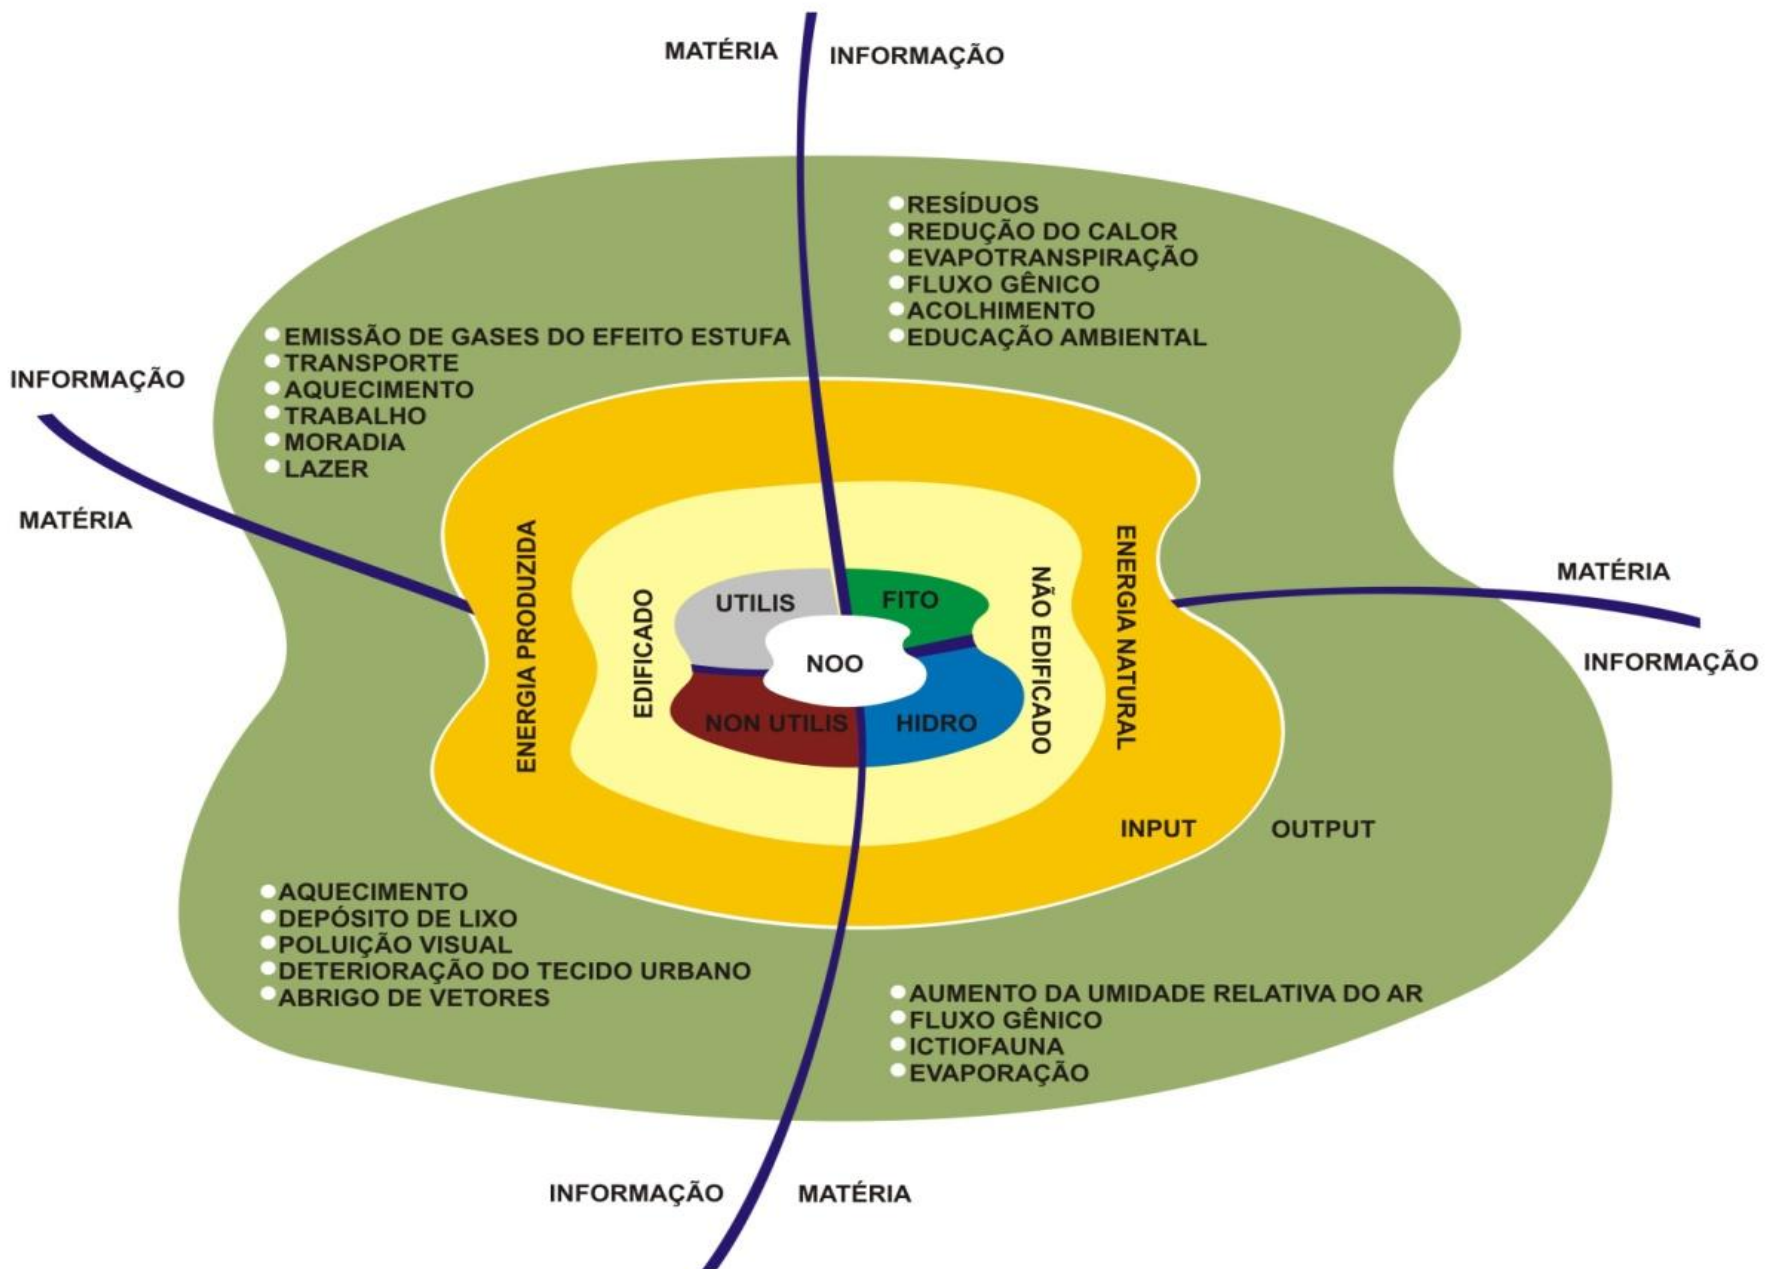 MATÉRIA
INFORMAÇÃO
RESÍDUOS
REDUÇÃO DO CALOR
EVAPOTRANSPIRAÇÃO
FLUXO GÊNICO
ACOLHIMENTO
EDUCAÇÃO AMBIENTAL
EMISSÃO DE GASES DO EFEITO ESTUFA
TRANSPORTE
AQUECIMENTO
TRABALHO
MORADIA
LAZER
INFORMAÇÃO
MATÉRIA
ENERGIA PRODUZIDA
EDIFICADO
UTILIS
FITO
NOO
NON UTILIS
HIDRO
NÃO EDIFICADO
ENERGIA NATURAL
MATÉRIA
INFORMAÇÃO
INPUT
OUTPUT
AQUECIMENTO
DEPÓSITO DE LIXO
POLUIÇÃO VISUAL
DETERIORAÇÃO DO TECIDO URBANO
ABRIGO DE VETORES
AUMENTO DA UMIDADE RELATIVA DO AR
FLUXO GÊNICO
ICTIOFAUNA
EVAPORAÇÃO
INFORMAÇÃO
MATÉRIA